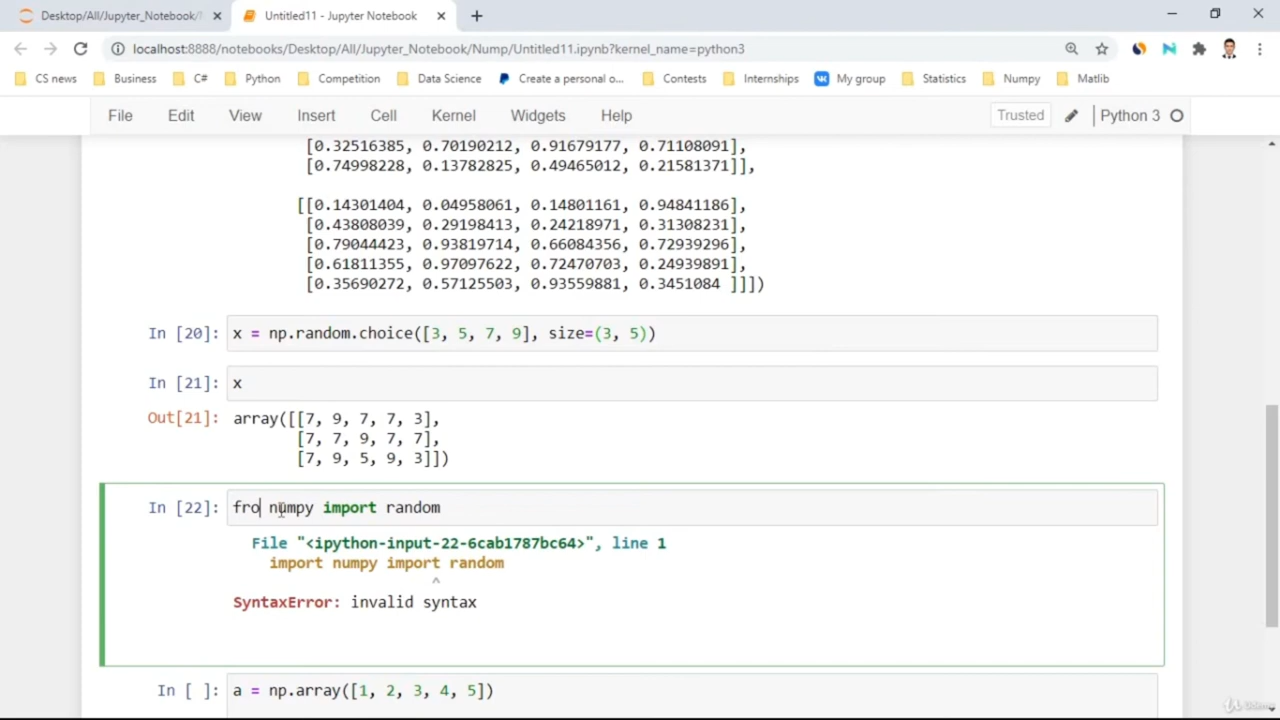 Desktop/All/Jupyter_Notebook/
Untitled11 - Jupyter Notebook
localhost:8888/notebooks/Desktop/All/Jupyter_Notebook/Nump/Untitled11.ipynb?kernel_name=python3
CS news Business C# Python Competition Data Science Create a personal o... Contests Internships My group Statistics Numpy Matlib
File Edit View Insert Cell Kernel Widgets Help Trusted Python 3
[0.32516385, 0.70190212, 0.91679177, 0.71108091],
[0.74998228, 0.13782825, 0.49465012, 0.21581371]],
[[0.14301404, 0.04958061, 0.14801161, 0.94841186],
[0.43808039, 0.29198413, 0.24218971, 0.31308231],
[0.79044423, 0.93819714, 0.66084356, 0.72939296],
[0.61811355, 0.97097622, 0.72470703, 0.24939891],
[0.35690272, 0.57125503, 0.93559881, 0.3451084 ]]])
In [20]: x = np.random.choice([3, 5, 7, 9], size=(3, 5))
In [21]: x
Out[21]: array([[7, 9, 7, 7, 3],
[7, 7, 9, 7, 7],
[7, 9, 5, 9, 3]])
In [22]: fro numpy import random
File "<ipython-input-22-6cab1787bc64>", line 1
import numpy import random
^
SyntaxError: invalid syntax
In [ ]: a = np.array([1, 2, 3, 4, 5])
Udemy